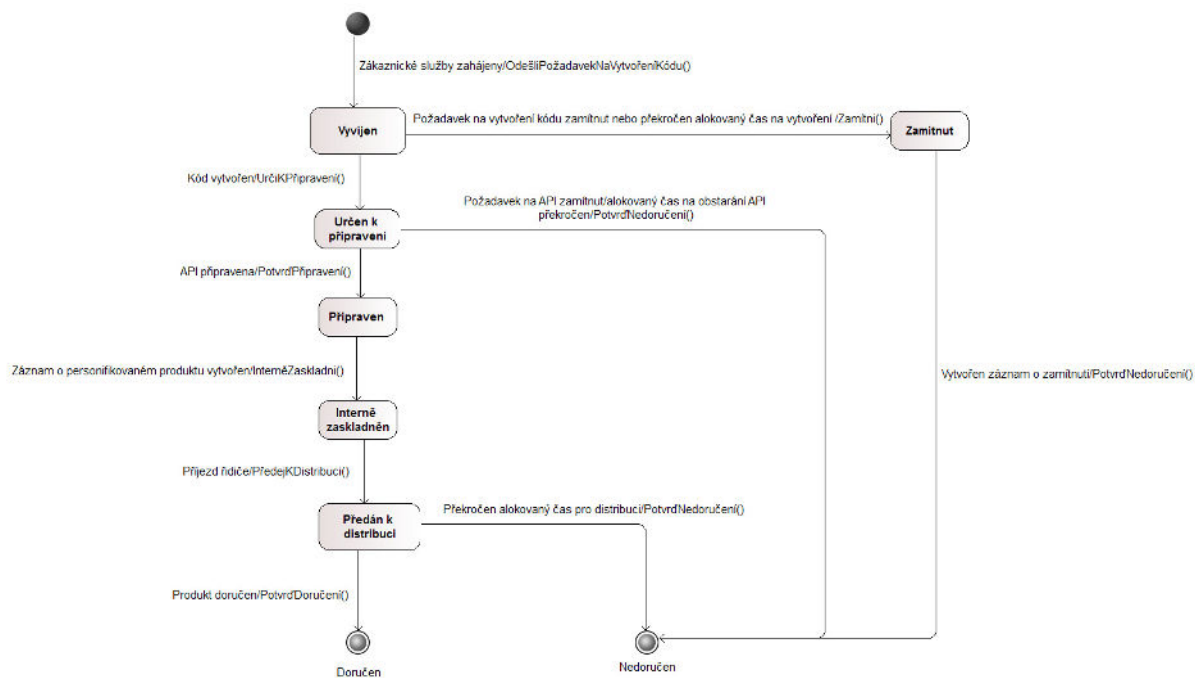 Zákaznické služby zahájeny/OdešliPožadavekNaVytvořeníKódu()
Vyvíjen
Požadavek na vytvoření kódu zamítnut nebo překročen alokovaný čas na vytvoření /Zamítni()
Zamítnut
Kód vytvořen/UrčiKPřipravení()
Požadavek na API zamítnut/alokovaný čas na obstarání API
překročen/PotvrďNedoručení()
Určen k
připravení
API připravena/PotvrďPřipravení()
Připraven
Záznam o personifikovaném produktu vytvořen/InterněZaskladni()
Vytvořen záznam o zamítnutí/PotvrďNedoručení()
Interně
zaskladněn
Příjezd řidiče/PředejKDistribuci()
Překročen alokovaný čas pro distribuci/PotvrďNedoručení()
Předán k
distribuci
Produkt doručen/PotvrďDoručení()
Doručen
Nedoručen